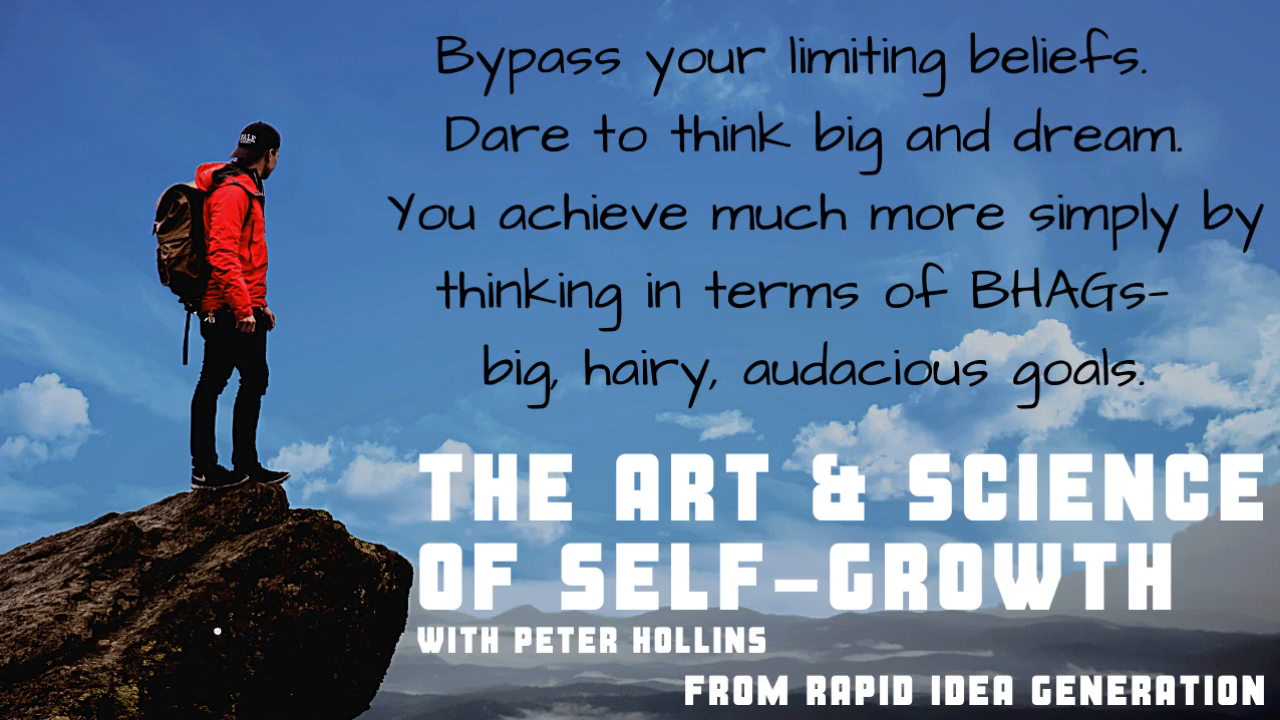 Bypass your limiting beliefs.
Dare to think big and dream.
You achieve much more simply by
thinking in terms of BHAGs-
big, hairy, audacious goals.
THE ART & SCIENCE
OF SELF-GROWTH
WITH PETER HOLLINS
FROM RAPID IDEA GENERATION